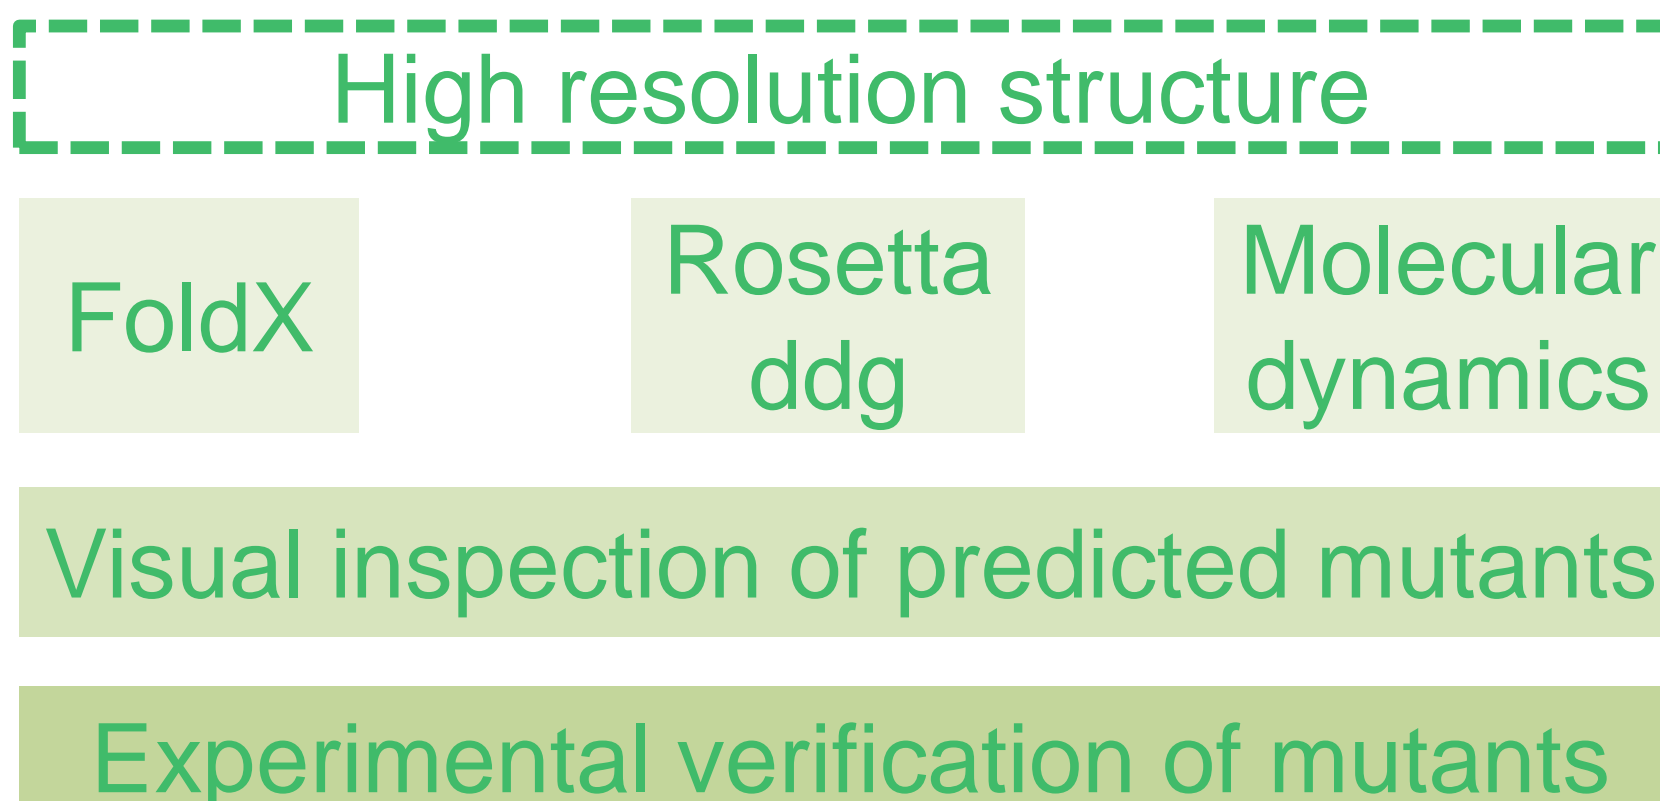 High resolution structure
FoldX
Rosetta
ddg
Molecular
dynamics
Visual inspection of predicted mutants
Experimental verification of mutants